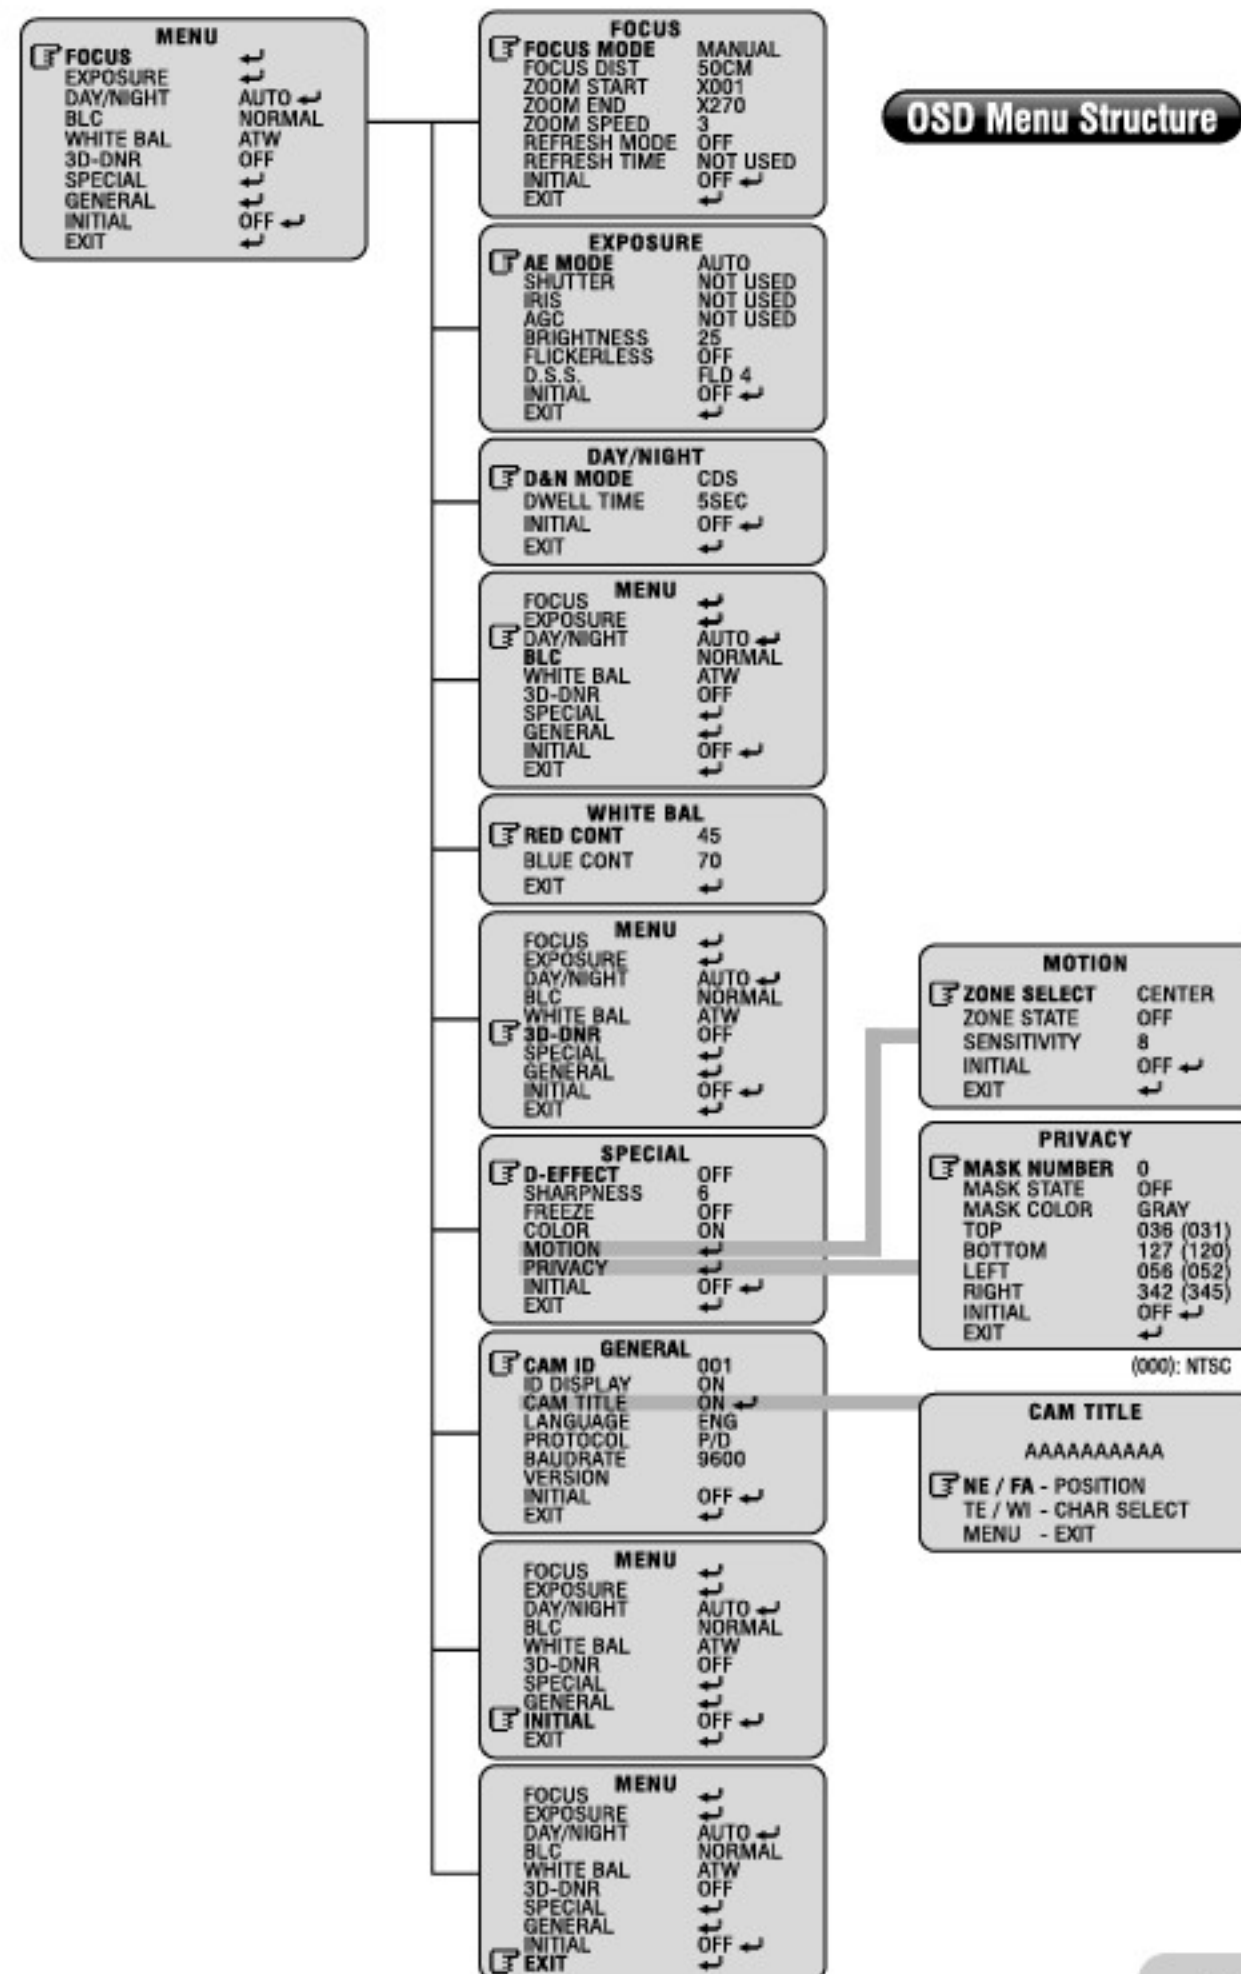 OSD Menu Structure
MENU
FOCUS ↵
EXPOSURE ↵
DAY/NIGHT AUTO ↵
BLC NORMAL
WHITE BAL ATW
3D-DNR OFF
SPECIAL ↵
GENERAL ↵
INITIAL OFF ↵
EXIT ↵
FOCUS
FOCUS MODE MANUAL
FOCUS DIST 50CM
ZOOM START X001
ZOOM END X270
ZOOM SPEED 3
REFRESH MODE OFF
REFRESH TIME NOT USED
INITIAL OFF ↵
EXIT ↵
EXPOSURE
AE MODE AUTO
SHUTTER NOT USED
IRIS NOT USED
AGC NOT USED
BRIGHTNESS 25
FLICKERLESS OFF
D.S.S. FLD 4
INITIAL OFF ↵
EXIT ↵
DAY/NIGHT
D&N MODE CDS
DWELL TIME 5SEC
INITIAL OFF ↵
EXIT ↵
MENU
FOCUS ↵
EXPOSURE ↵
DAY/NIGHT AUTO ↵
BLC NORMAL
WHITE BAL ATW
3D-DNR OFF
SPECIAL ↵
GENERAL ↵
INITIAL OFF ↵
EXIT ↵
WHITE BAL
RED CONT 45
BLUE CONT 70
EXIT ↵
MENU
FOCUS ↵
EXPOSURE ↵
DAY/NIGHT AUTO ↵
BLC NORMAL
WHITE BAL ATW
3D-DNR OFF
SPECIAL ↵
GENERAL ↵
INITIAL OFF ↵
EXIT ↵
SPECIAL
D-EFFECT OFF
SHARPNESS 6
FREEZE OFF
COLOR ON
MOTION ↵
PRIVACY ↵
INITIAL OFF ↵
EXIT ↵
MOTION
ZONE SELECT CENTER
ZONE STATE OFF
SENSITIVITY 8
INITIAL OFF ↵
EXIT ↵
PRIVACY
MASK NUMBER 0
MASK STATE OFF
MASK COLOR GRAY
TOP 036 (031)
BOTTOM 127 (120)
LEFT 056 (052)
RIGHT 342 (345)
INITIAL OFF ↵
EXIT ↵
(000): NTSC
GENERAL
CAM ID 001
ID DISPLAY ON
CAM TITLE ON ↵
LANGUAGE ENG
PROTOCOL P/D
BAUDRATE 9600
VERSION
INITIAL OFF ↵
EXIT ↵
CAM TITLE
AAAAAAAAAA
NE / FA - POSITION
TE / WI - CHAR SELECT
MENU - EXIT
MENU
FOCUS ↵
EXPOSURE ↵
DAY/NIGHT AUTO ↵
BLC NORMAL
WHITE BAL ATW
3D-DNR OFF
SPECIAL ↵
GENERAL ↵
INITIAL OFF ↵
EXIT ↵
MENU
FOCUS ↵
EXPOSURE ↵
DAY/NIGHT AUTO ↵
BLC NORMAL
WHITE BAL ATW
3D-DNR OFF
SPECIAL ↵
GENERAL ↵
INITIAL OFF ↵
EXIT ↵